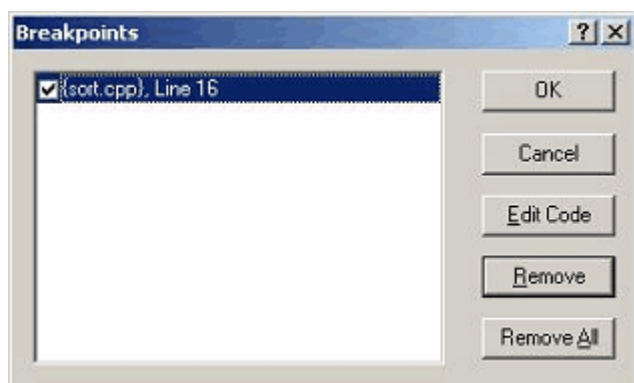 Breakpoints
{sort.cpp}, Line 16
OK
Cancel
Edit Code
Remove
Remove All